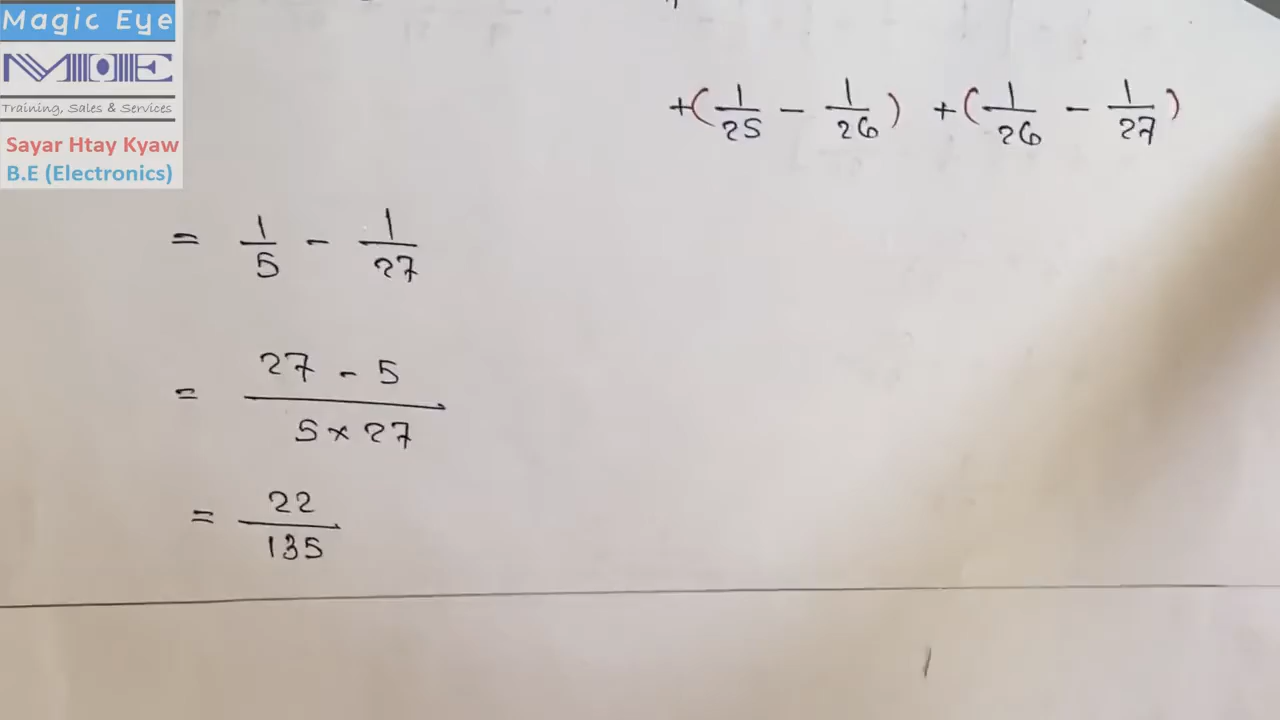 Magic Eye
MOE
Training, Sales & Services
Sayar Htay Kyaw
B.E (Electronics)
+(1/25 - 1/26) +(1/26 - 1/27)
= 1/5 - 1/27
= 27 - 5 / 5 × 27
= 22/135